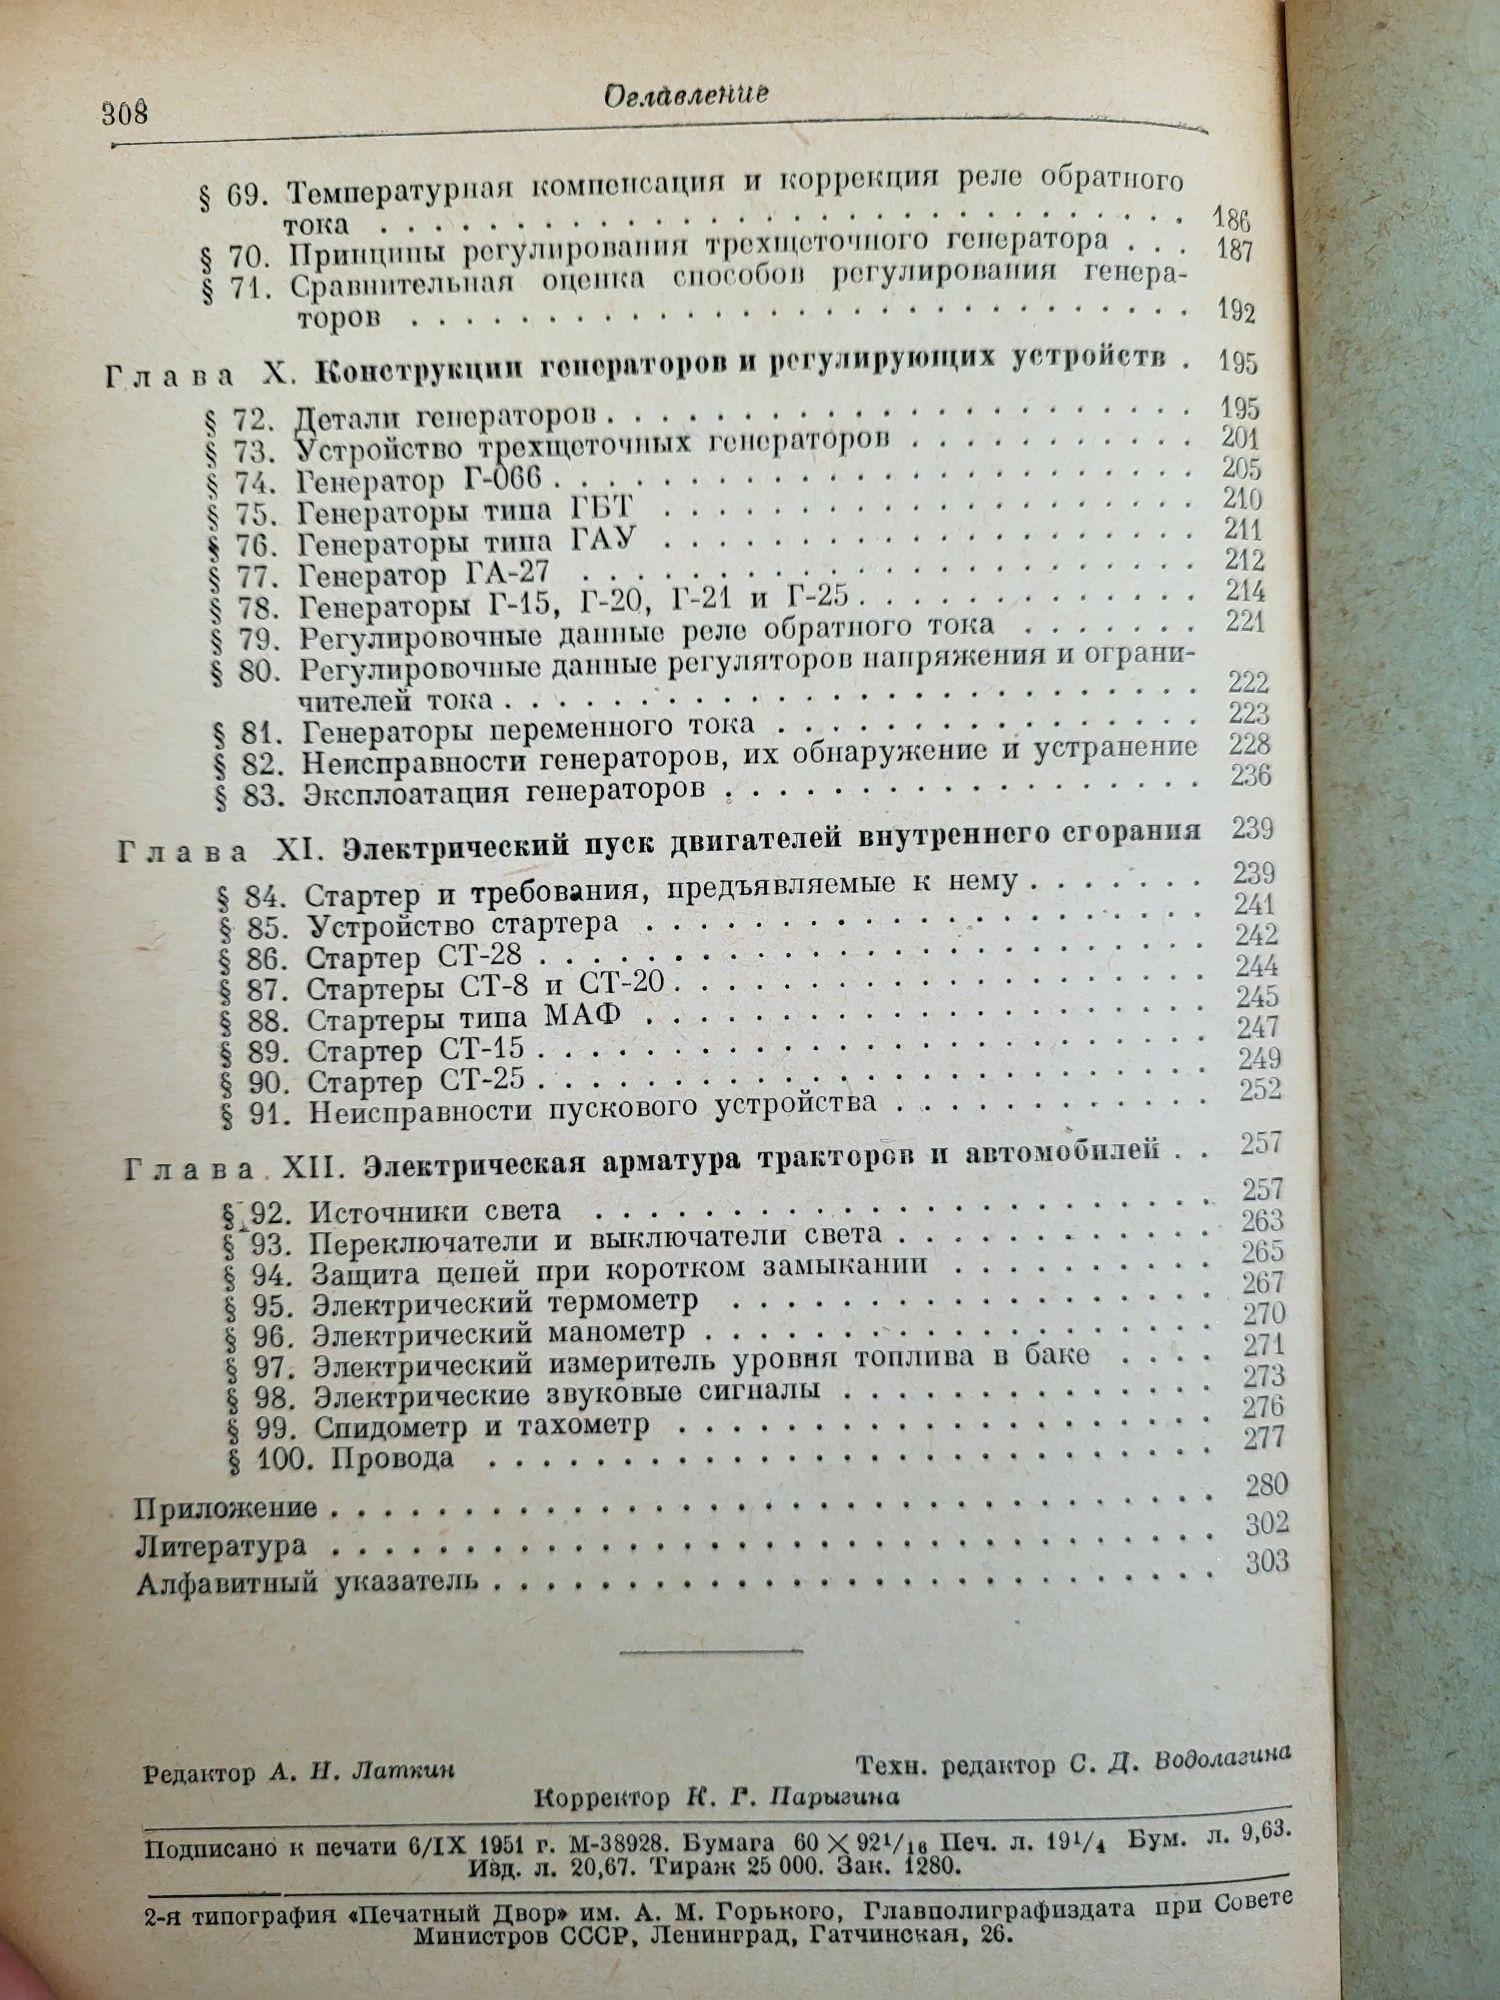 308
Оглавление
§ 69. Температурная компенсация и коррекция реле обратного
тока . . . . . . . . . . . . . . . . . . . . . . . . . . . . . . 186
§ 70. Принципы регулирования трехщеточного генератора . . . 187
§ 71. Сравнительная оценка способов регулирования генера-
торов . . . . . . . . . . . . . . . . . . . . . . . . . . . . . 192
Глава X. Конструкции генераторов и регулирующих устройств . 195
§ 72. Детали генераторов . . . . . . . . . . . . . . . . . . . . . 195
§ 73. Устройство трехщеточных генераторов . . . . . . . . . . . 201
§ 74. Генератор Г-066 . . . . . . . . . . . . . . . . . . . . . . . 205
§ 75. Генераторы типа ГБТ . . . . . . . . . . . . . . . . . . . . 210
§ 76. Генераторы типа ГАУ . . . . . . . . . . . . . . . . . . . . 211
§ 77. Генератор ГА-27 . . . . . . . . . . . . . . . . . . . . . . . 212
§ 78. Генераторы Г-15, Г-20, Г-21 и Г-25 . . . . . . . . . . . . . 214
§ 79. Регулировочные данные реле обратного тока . . . . . . . 221
§ 80. Регулировочные данные регуляторов напряжения и ограни-
чителей тока . . . . . . . . . . . . . . . . . . . . . . . . . . 222
§ 81. Генераторы переменного тока . . . . . . . . . . . . . . . . 223
§ 82. Неисправности генераторов, их обнаружение и устранение 228
§ 83. Эксплоатация генераторов . . . . . . . . . . . . . . . . . . 236
Глава XI. Электрический пуск двигателей внутреннего сгорания 239
§ 84. Стартер и требования, предъявляемые к нему . . . . . . . 239
§ 85. Устройство стартера . . . . . . . . . . . . . . . . . . . . . 241
§ 86. Стартер СТ-28 . . . . . . . . . . . . . . . . . . . . . . . . . 242
§ 87. Стартеры СТ-8 и СТ-20 . . . . . . . . . . . . . . . . . . . . 244
§ 88. Стартеры типа МАФ . . . . . . . . . . . . . . . . . . . . . 245
§ 89. Стартер СТ-15 . . . . . . . . . . . . . . . . . . . . . . . . . 247
§ 90. Стартер СТ-25 . . . . . . . . . . . . . . . . . . . . . . . . . 249
§ 91. Неисправности пускового устройства . . . . . . . . . . . . 252
Глава XII. Электрическая арматура тракторов и автомобилей . . 257
§ 92. Источники света . . . . . . . . . . . . . . . . . . . . . . . 257
§ 93. Переключатели и выключатели света . . . . . . . . . . . . 263
§ 94. Защита цепей при коротком замыкании . . . . . . . . . . 265
§ 95. Электрический термометр . . . . . . . . . . . . . . . . . . 267
§ 96. Электрический манометр . . . . . . . . . . . . . . . . . . . 270
§ 97. Электрический измеритель уровня топлива в баке . . . . 271
§ 98. Электрические звуковые сигналы . . . . . . . . . . . . . . 273
§ 99. Спидометр и тахометр . . . . . . . . . . . . . . . . . . . . 276
§ 100. Провода . . . . . . . . . . . . . . . . . . . . . . . . . . . 277
Приложение . . . . . . . . . . . . . . . . . . . . . . . . . . . . . . . . . 280
Литература . . . . . . . . . . . . . . . . . . . . . . . . . . . . . . . . . 302
Алфавитный указатель . . . . . . . . . . . . . . . . . . . . . . . . . . . 303
Редактор А. Н. Латкин
Техн. редактор С. Д. Водолагина
Корректор К. Г. Парыгина
Подписано к печати 6/IX 1951 г. М-38928. Бумага 60 × 92¹/₁₆ Печ. л. 19¹/₄ Бум. л. 9,63.
Изд. л. 20,67. Тираж 25 000. Зак. 1280.
2-я типография «Печатный Двор» им. А. М. Горького, Главполиграфиздата при Совете
Министров СССР, Ленинград, Гатчинская, 26.